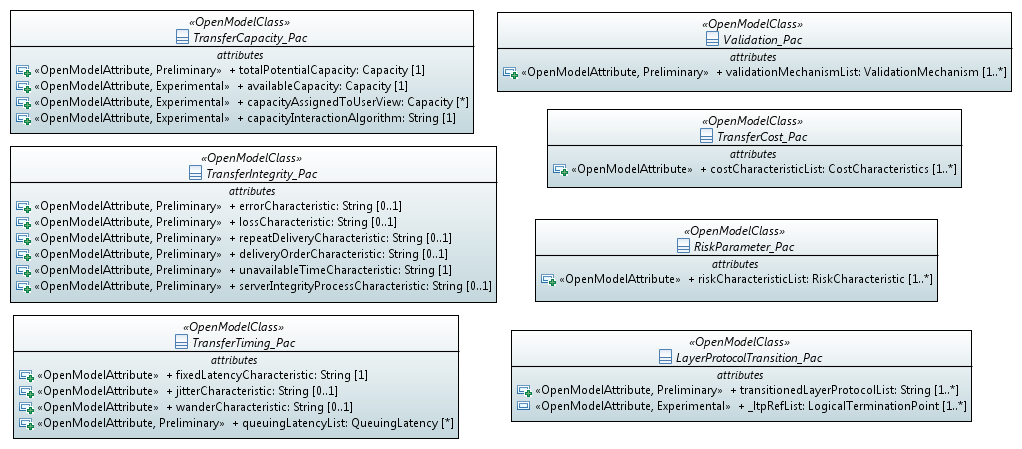 «OpenModelClass»
TransferCapacity_Pac
attributes
«OpenModelAttribute, Preliminary» + totalPotentialCapacity: Capacity [1]
«OpenModelAttribute, Experimental» + availableCapacity: Capacity [1]
«OpenModelAttribute, Experimental» + capacityAssignedToUserView: Capacity [*]
«OpenModelAttribute, Experimental» + capacityInteractionAlgorithm: String [1]
«OpenModelClass»
TransferIntegrity_Pac
attributes
«OpenModelAttribute, Preliminary» + errorCharacteristic: String [0..1]
«OpenModelAttribute, Preliminary» + lossCharacteristic: String [0..1]
«OpenModelAttribute, Preliminary» + repeatDeliveryCharacteristic: String [0..1]
«OpenModelAttribute, Preliminary» + deliveryOrderCharacteristic: String [0..1]
«OpenModelAttribute, Preliminary» + unavailableTimeCharacteristic: String [1]
«OpenModelAttribute, Preliminary» + serverIntegrityProcessCharacteristic: String [0..1]
«OpenModelClass»
TransferTiming_Pac
attributes
«OpenModelAttribute» + fixedLatencyCharacteristic: String [1]
«OpenModelAttribute» + jitterCharacteristic: String [0..1]
«OpenModelAttribute» + wanderCharacteristic: String [0..1]
«OpenModelAttribute, Preliminary» + queuingLatencyList: QueuingLatency [*]
«OpenModelClass»
Validation_Pac
attributes
«OpenModelAttribute, Preliminary» + validationMechanismList: ValidationMechanism [1..*]
«OpenModelClass»
TransferCost_Pac
attributes
«OpenModelAttribute» + costCharacteristicList: CostCharacteristics [1..*]
«OpenModelClass»
RiskParameter_Pac
attributes
«OpenModelAttribute» + riskCharacteristicList: RiskCharacteristic [1..*]
«OpenModelClass»
LayerProtocolTransition_Pac
attributes
«OpenModelAttribute, Preliminary» + transitionedLayerProtocolList: String [1..*]
«OpenModelAttribute, Experimental» + _ltpRefList: LogicalTerminationPoint [1..*]